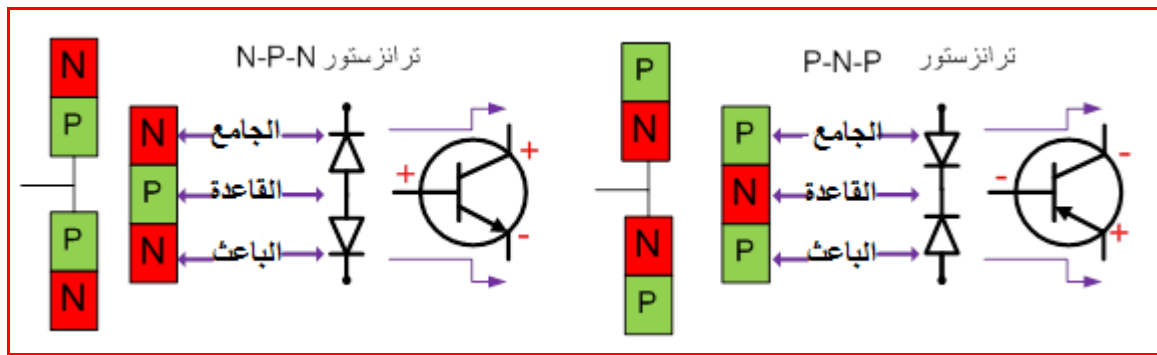 ترانزستور N-P-N
N
P
P
N
N
P
N
الجامع
القاعدة
الباعث
+
+
-
ترانزستور P-N-P
P
N
N
P
P
N
P
الجامع
القاعدة
الباعث
-
-
+